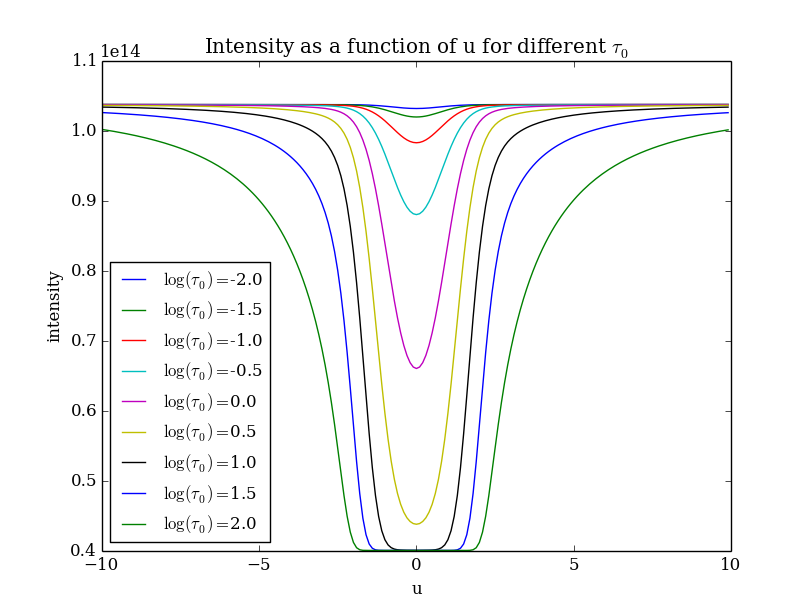 Intensity as a function of u for different τ₀
1e14
1.1
1.0
0.9
0.8
0.7
0.6
0.5
0.4
intensity
log(τ₀)=-2.0
log(τ₀)=-1.5
log(τ₀)=-1.0
log(τ₀)=-0.5
log(τ₀)=0.0
log(τ₀)=0.5
log(τ₀)=1.0
log(τ₀)=1.5
log(τ₀)=2.0
−10 −5 0 5 10
u